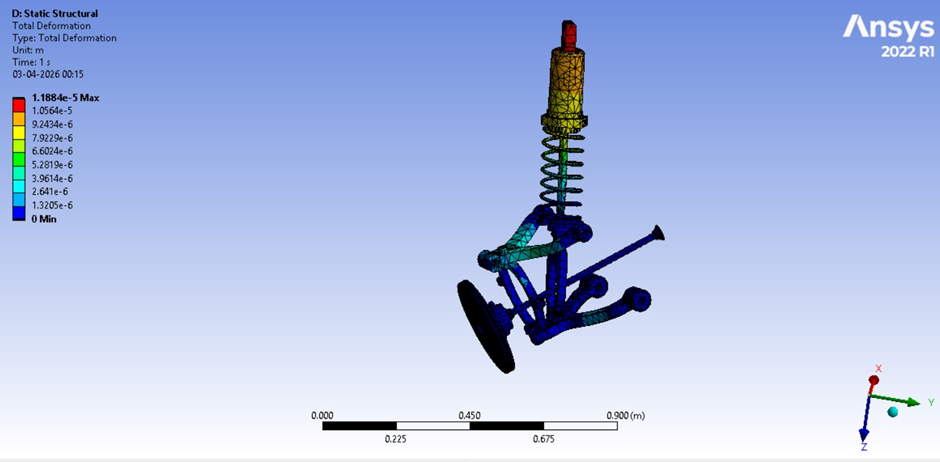 D: Static Structural
Total Deformation
Type: Total Deformation
Unit: m
Time: 1 s
03-04-2026 00:15
1.1884e-5 Max
1.0564e-5
9.2434e-6
7.9229e-6
6.6024e-6
5.2819e-6
3.9614e-6
2.641e-6
1.3205e-6
0 Min
Ansys
2022 R1
0.000 0.450 0.900 (m)
0.225 0.675
X
Y
Z